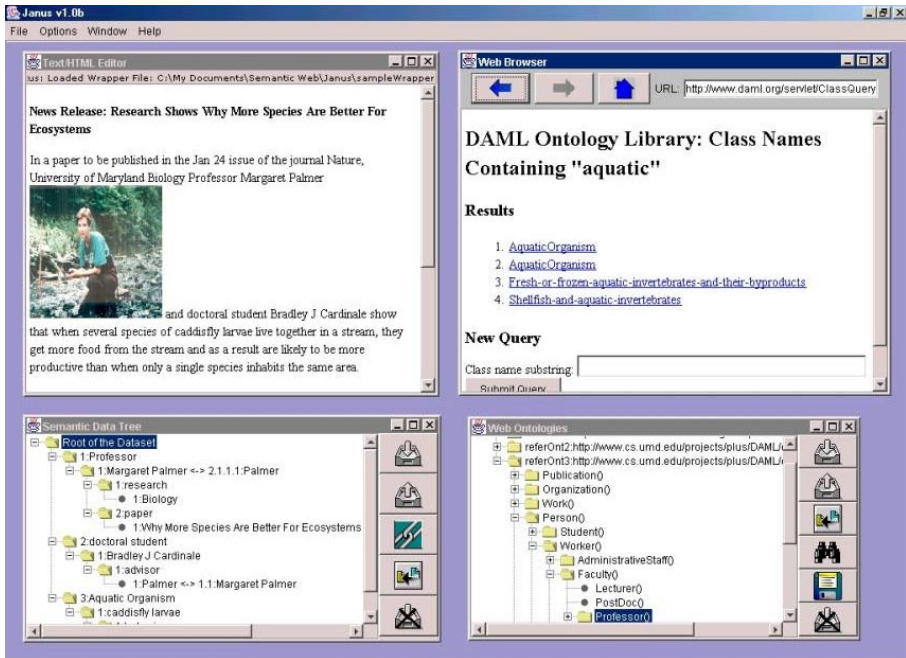 Janus v1.0b
File Options Window Help
Text/HTML Editor
us: Loaded Wrapper File: C:\My Documents\Semantic Web\Janus\sampleWrapper
News Release: Research Shows Why More Species Are Better For
Ecosystems
In a paper to be published in the Jan 24 issue of the journal Nature,
University of Maryland Biology Professor Margaret Palmer
and doctoral student Bradley J Cardinale show
that when several species of caddisfly larvae live together in a stream, they
get more food from the stream and as a result are likely to be more
productive than when only a single species inhabits the same area.
Web Browser
URL: http://www.daml.org/servlet/ClassQuery
DAML Ontology Library: Class Names
Containing "aquatic"
Results
1. AquaticOrganism
2. AquaticOrganism
3. Fresh-or-frozen-aquatic-invertebrates-and-their-byproducts
4. Shellfish-and-aquatic-invertebrates
New Query
Class name substring:
Submit Query
Semantic Data Tree
Root of the Dataset
1:Professor
1:Margaret Palmer <-> 2.1.1.1:Palmer
1:research
1:Biology
2:paper
1:Why More Species Are Better For Ecosystems
2:doctoral student
1:Bradley J Cardinale
1:advisor
1:Palmer <-> 1.1:Margaret Palmer
3:Aquatic Organism
1:caddisfly larvae
Web Ontologies
referOnt2:http://www.cs.umd.edu/projects/plus/DAML/
referOnt3:http://www.cs.umd.edu/projects/plus/DAML/
Publication()
Organization()
Work()
Person()
Student()
Worker()
AdministrativeStaff()
Faculty()
Lecturer()
PostDoc()
Professor()